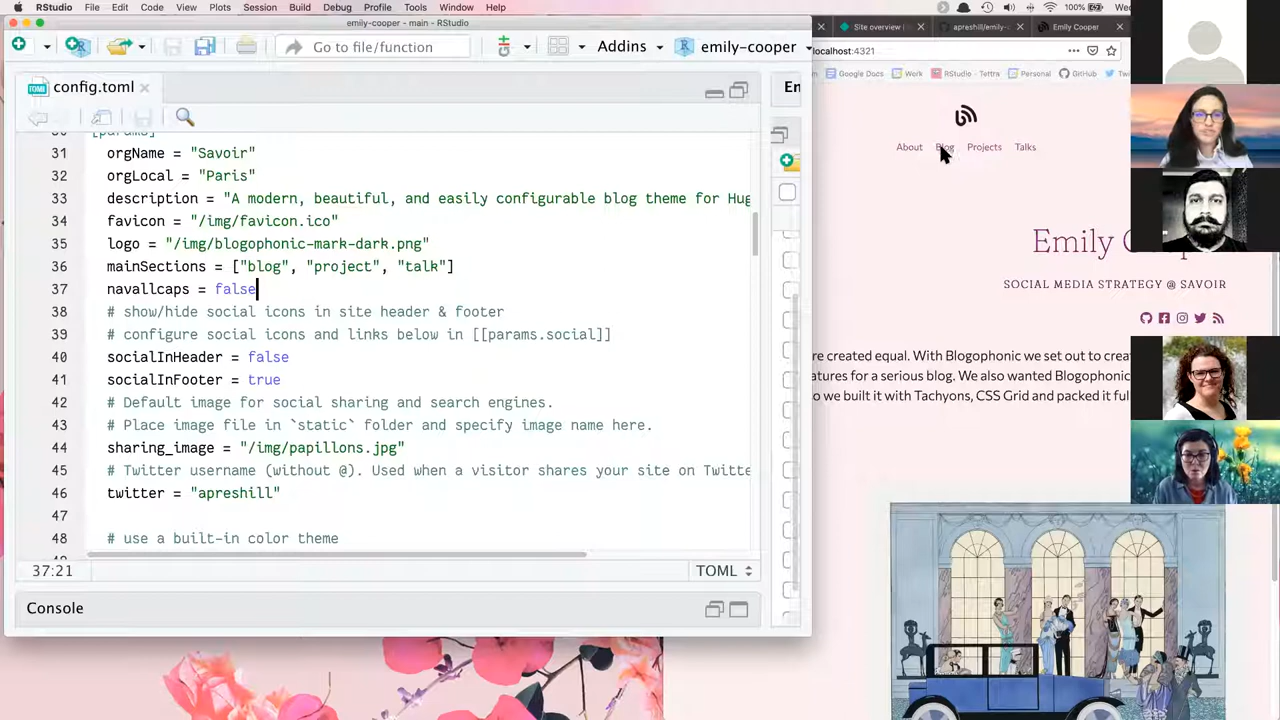 RStudio File Edit Code View Plots Session Build Debug Profile Tools Window Help
100% We
emily-cooper - main - RStudio
Go to file/function
Addins
emily-cooper
config.toml
En
[params]
31 orgName = "Savoir"
32 orgLocal = "Paris"
33 description = "A modern, beautiful, and easily configurable blog theme for Hug
34 favicon = "/img/favicon.ico"
35 logo = "/img/blogophonic-mark-dark.png"
36 mainSections = ["blog", "project", "talk"]
37 navallcaps = false
38 # show/hide social icons in site header & footer
39 # configure social icons and links below in [[params.social]]
40 socialInHeader = false
41 socialInFooter = true
42 # Default image for social sharing and search engines.
43 # Place image file in `static` folder and specify image name here.
44 sharing_image = "/img/papillons.jpg"
45 # Twitter username (without @). Used when a visitor shares your site on Twitte
46 twitter = "apreshill"
47
48 # use a built-in color theme
37:21
TOML
Console
Site overview
apreshill/emily-
Emily Cooper
localhost:4321
Google Docs Work RStudio - Tettra Personal GitHub Twi
About Blog Projects Talks
Emily
SOCIAL MEDIA STRATEGY @ SAVOIR
re created equal. With Blogophonic we set out to creat
atures for a serious blog. We also wanted Blogophonic
o we built it with Tachyons, CSS Grid and packed it ful